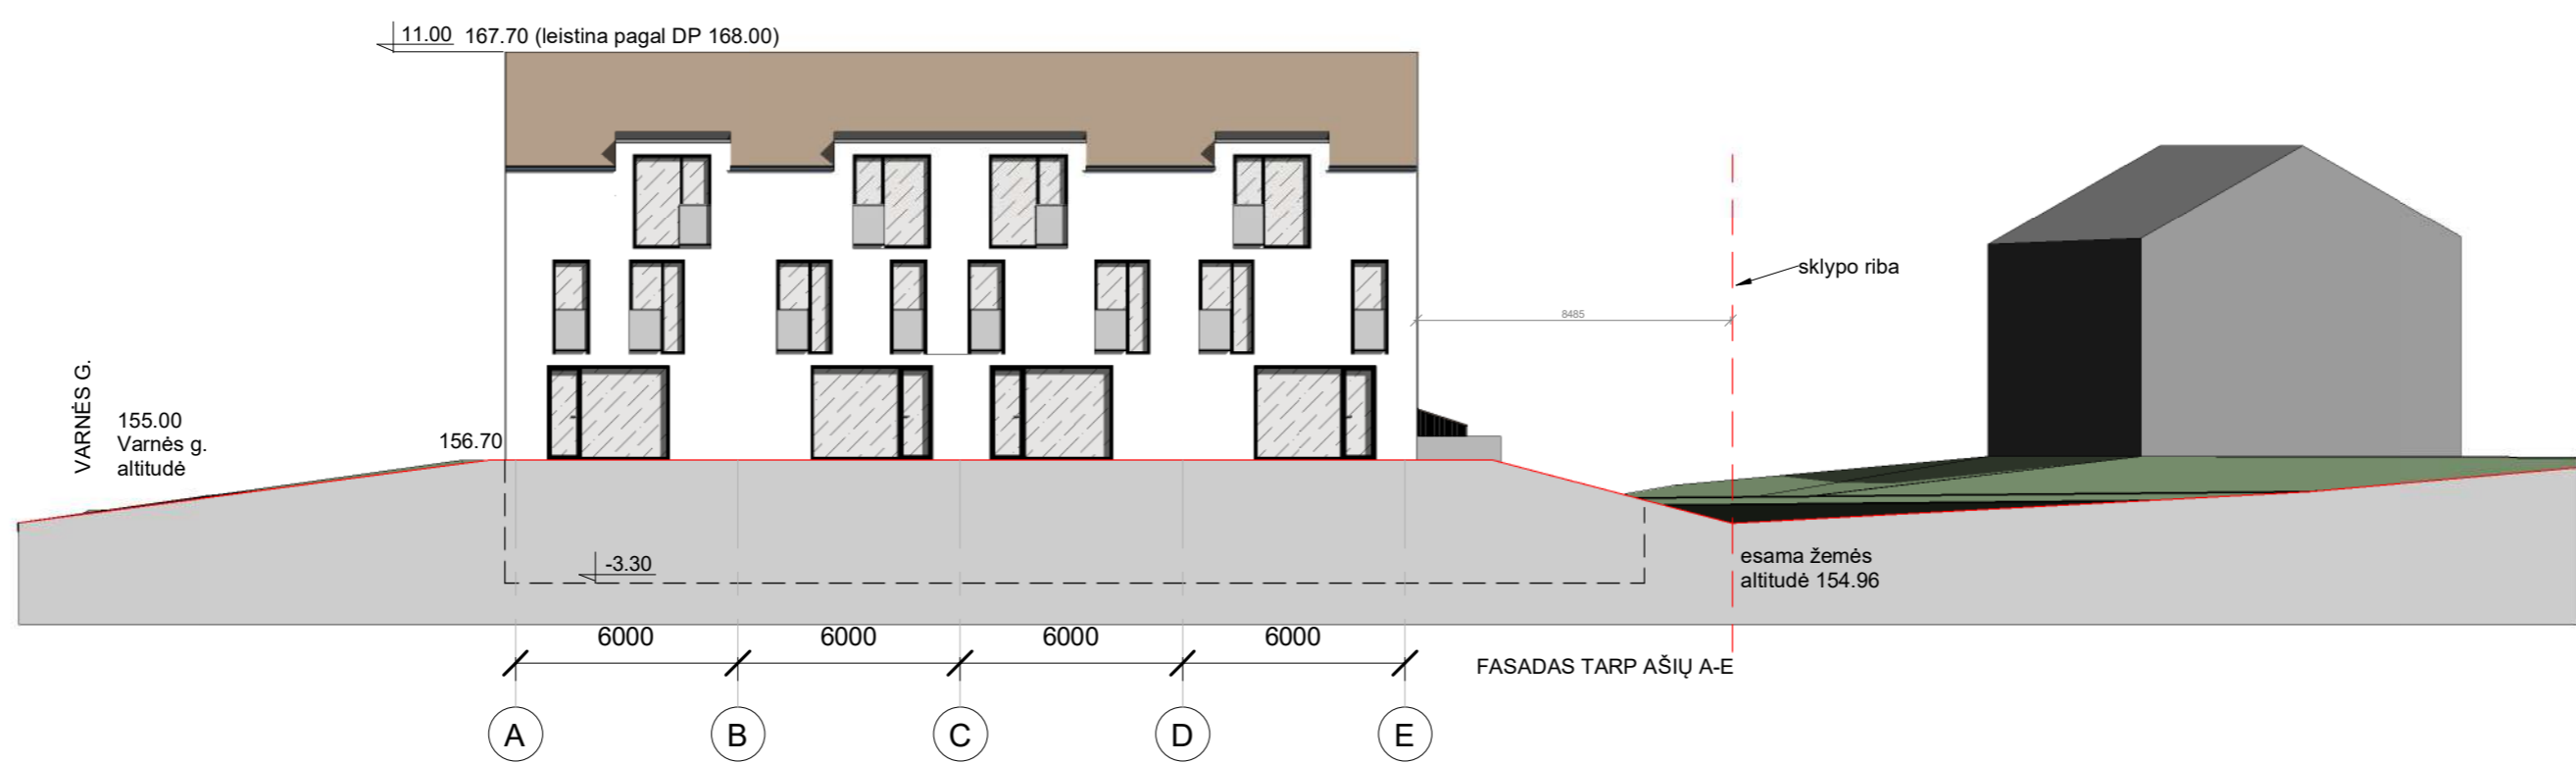 11.00 167.70 (leistina pagal DP 168.00)
sklypo riba
8485
VARNĖS G.
155.00
Varnės g.
altitudė
156.70
-3.30
esama žemės
altitudė 154.96
6000 6000 6000 6000
FASADAS TARP AŠIŲ A-E
A B C D E